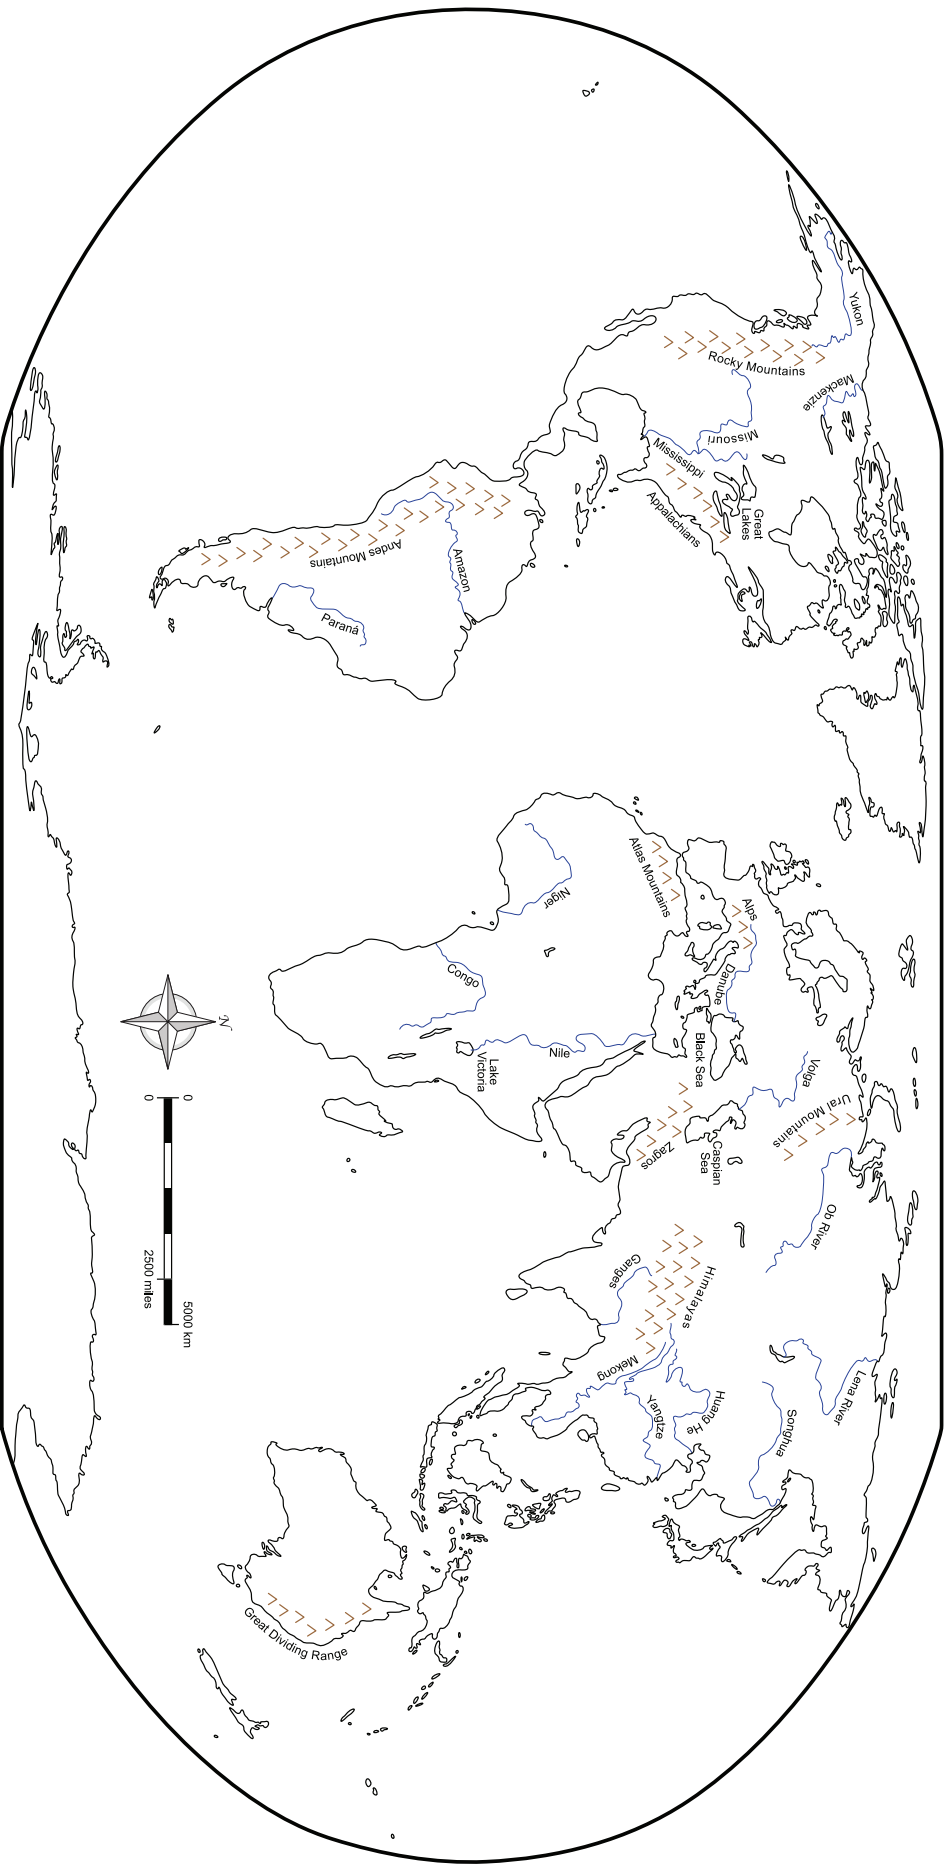 Yukon
Mackenzie
Rocky Mountains
Missouri
Mississippi
Great
Lakes
Appalachians
Amazon
Andes Mountains
Paraná
Atlas Mountains
Alps
Danube
Black Sea
Niger
Congo
Nile
Lake
Victoria
Volga
Ural Mountains
Caspian
Sea
Zagros
Ob River
Himalayas
Ganges
Mekong
Lena River
Songhua
Huang He
Yangtze
Great Dividing Range
N
0
5000 km
0
2500 miles